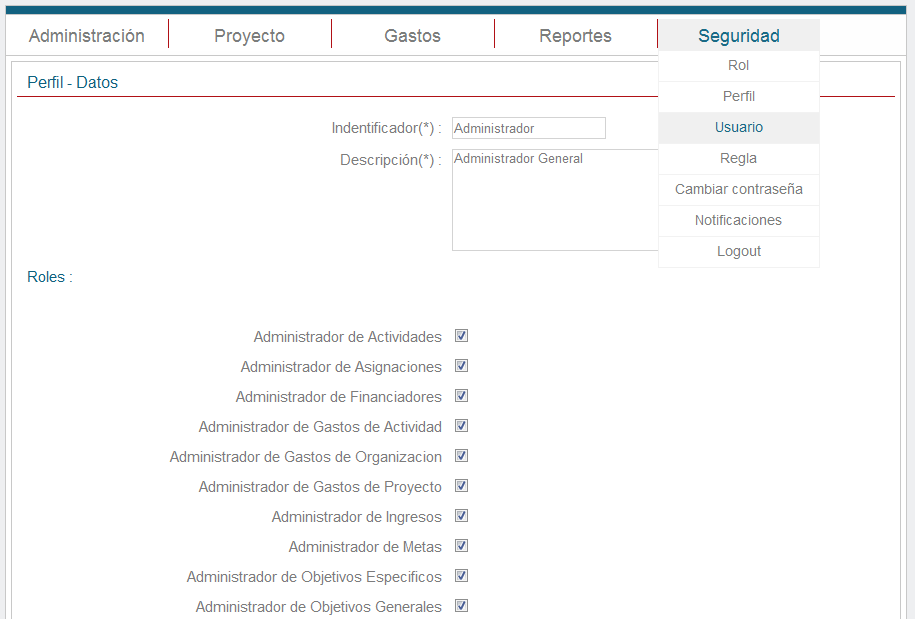 Administración Proyecto Gastos Reportes Seguridad
Rol
Perfil
Usuario
Regla
Cambiar contraseña
Notificaciones
Logout
Perfil - Datos
Indentificador(*) : Administrador
Descripción(*) : Administrador General
Roles :
Administrador de Actividades
Administrador de Asignaciones
Administrador de Financiadores
Administrador de Gastos de Actividad
Administrador de Gastos de Organizacion
Administrador de Gastos de Proyecto
Administrador de Ingresos
Administrador de Metas
Administrador de Objetivos Especificos
Administrador de Objetivos Generales